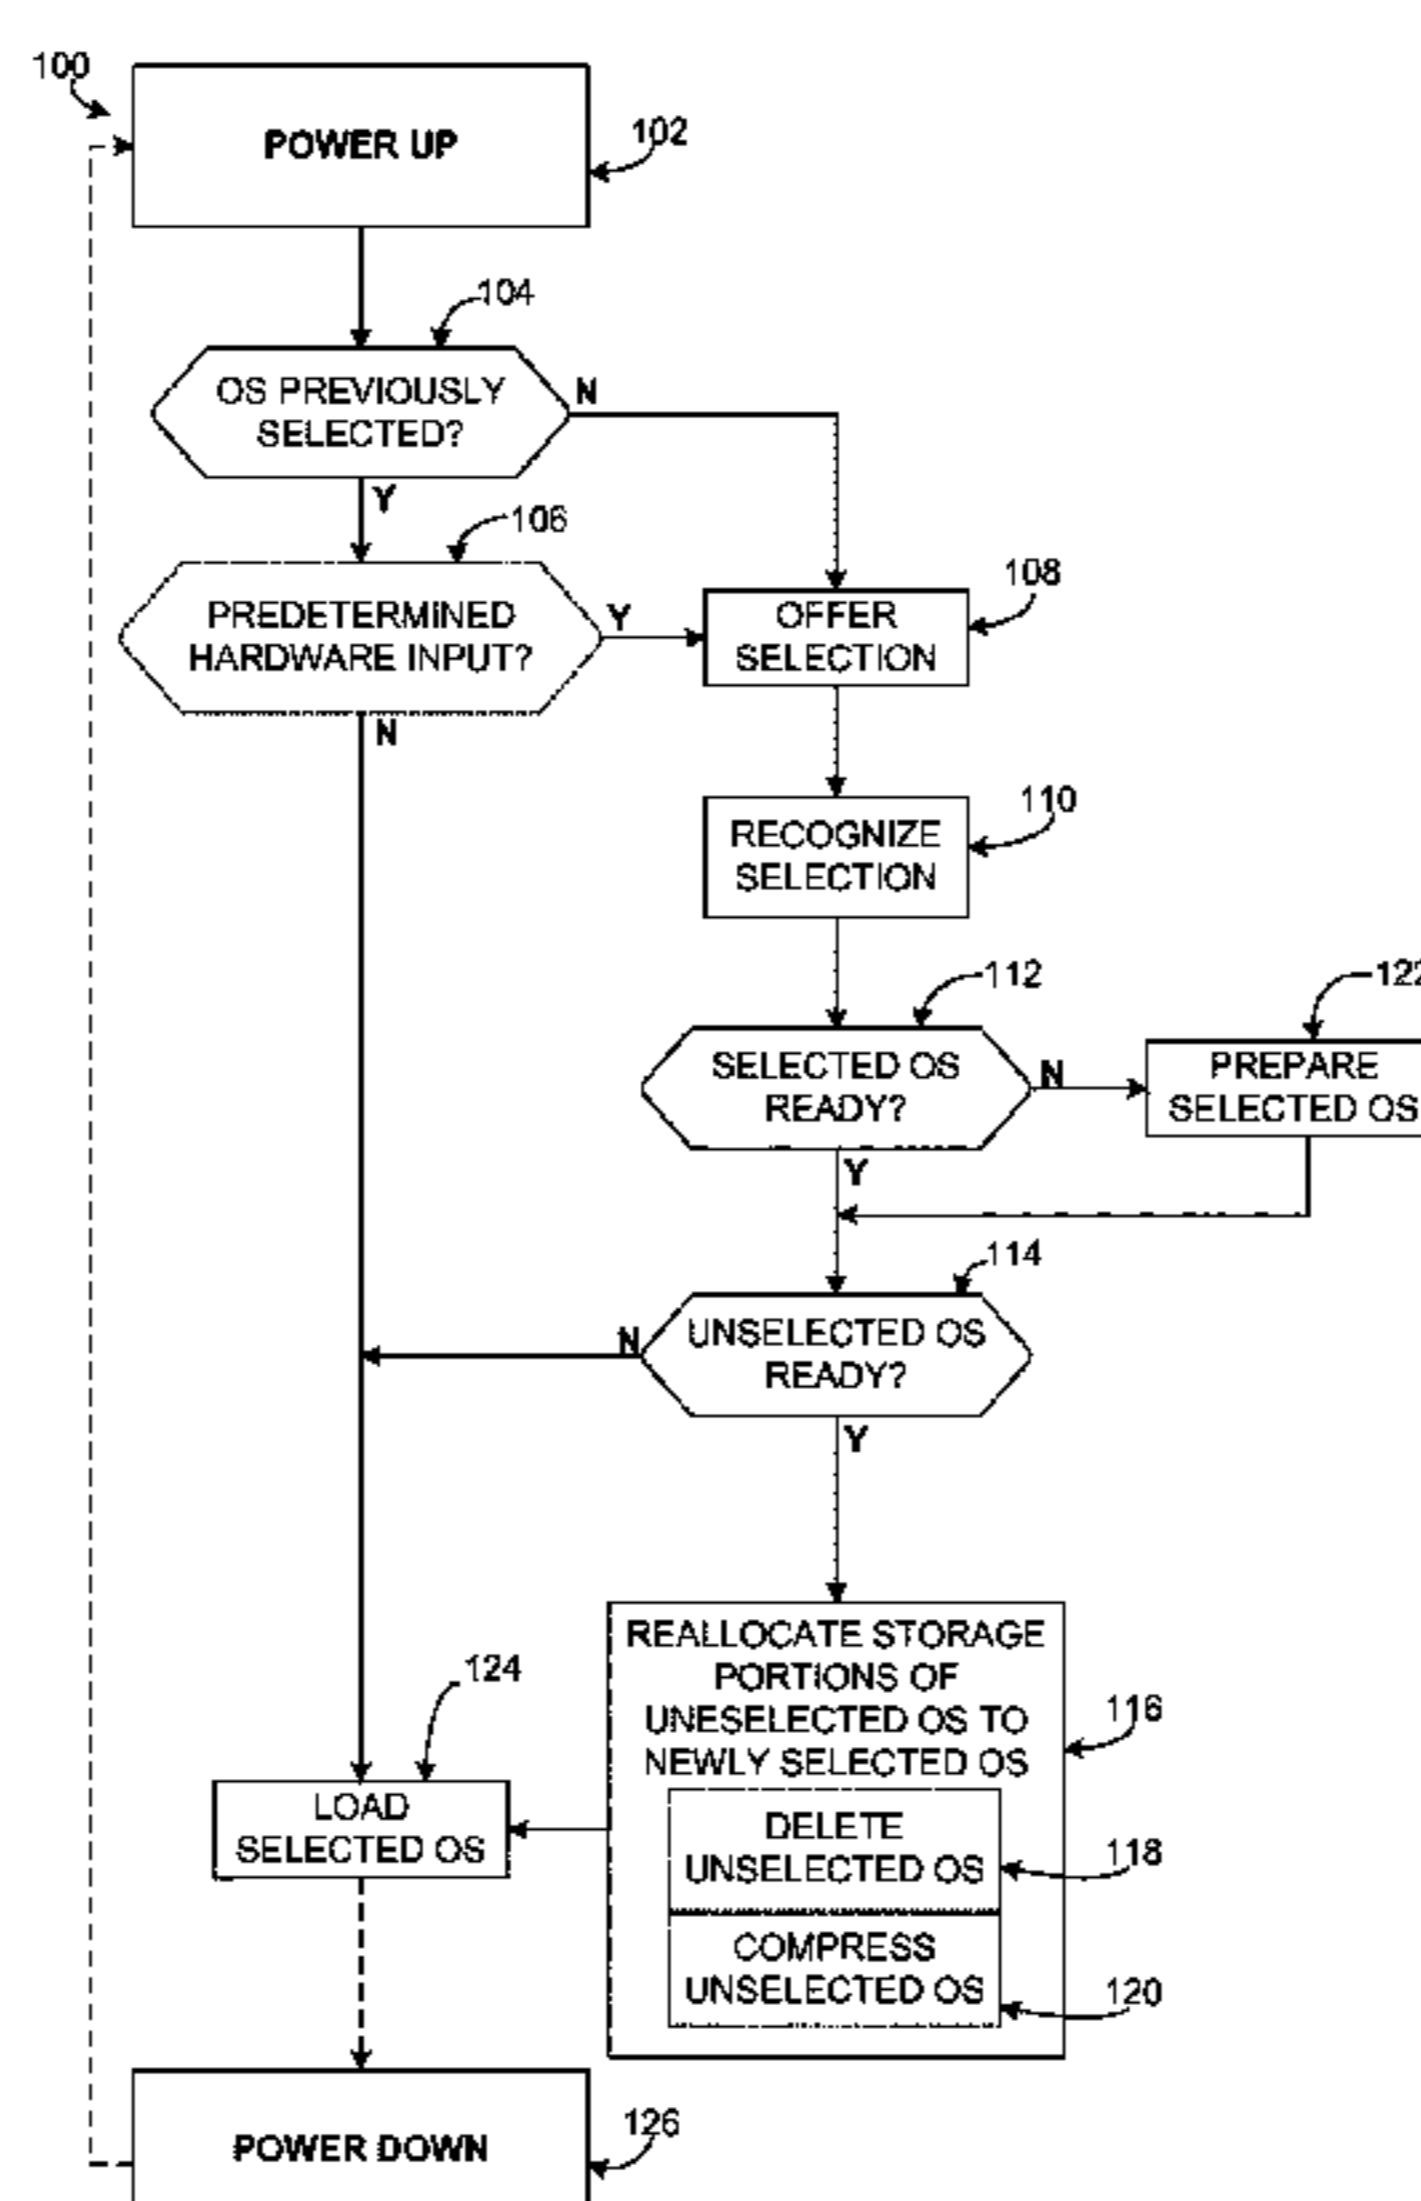 100
POWER UP
102
104
OS PREVIOUSLY
SELECTED?
N
Y
106
PREDETERMINED
HARDWARE INPUT?
Y
N
108
OFFER
SELECTION
110
RECOGNIZE
SELECTION
112
SELECTED OS
READY?
N
Y
122
PREPARE
SELECTED OS
114
UNSELECTED OS
READY?
N
Y
REALLOCATE STORAGE
PORTIONS OF
UNESELECTED OS TO
NEWLY SELECTED OS
116
DELETE
UNSELECTED OS
118
COMPRESS
UNSELECTED OS
120
124
LOAD
SELECTED OS
POWER DOWN
126